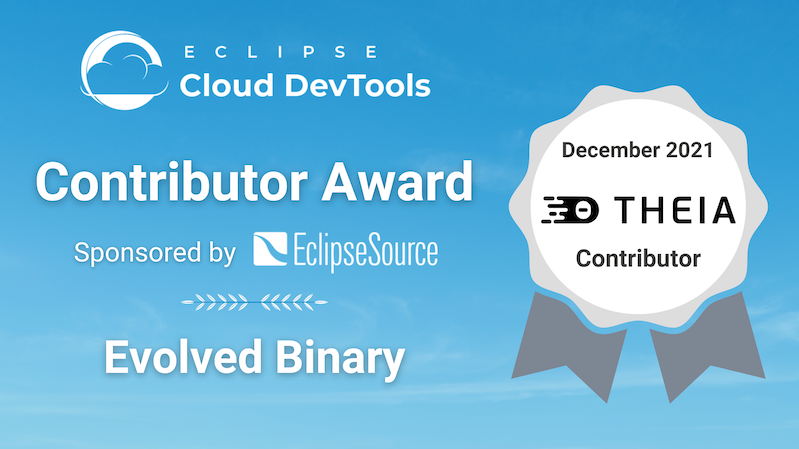 ECLIPSE
Cloud DevTools
Contributor Award
Sponsored by EclipseSource
Evolved Binary
December 2021
THEIA
Contributor